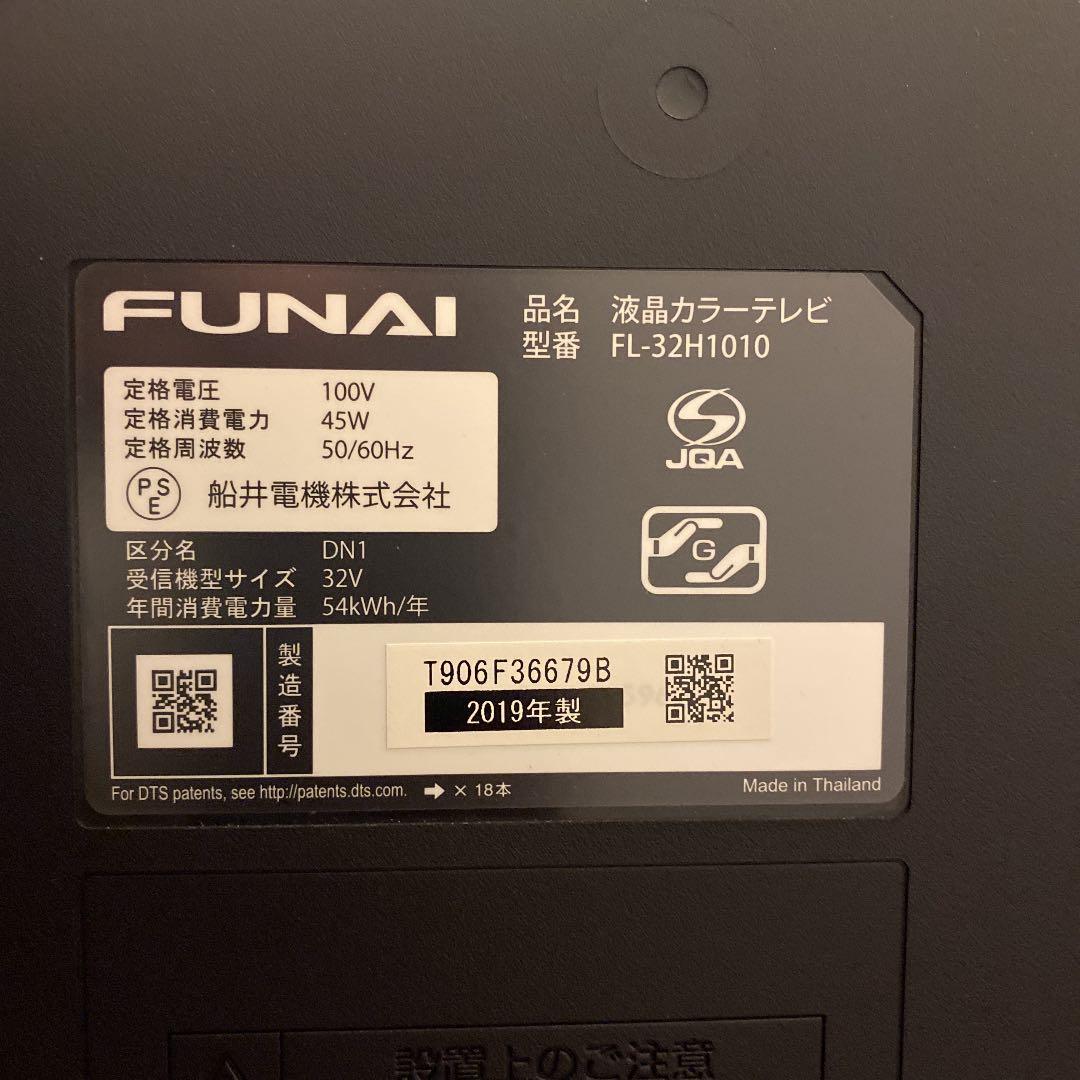 FUNAI
品名 液晶カラーテレビ
型番 FL-32H1010
定格電圧 100V
定格消費電力 45W
定格周波数 50/60Hz
PSE 船井電機株式会社
JQA
G
区分名 DN1
受信機型サイズ 32V
年間消費電力量 54kWh/年
製造番号
T906F36679B
2019年製
For DTS patents, see http://patents.dts.com. ➡ × 18本
Made in Thailand
設置上のご注意